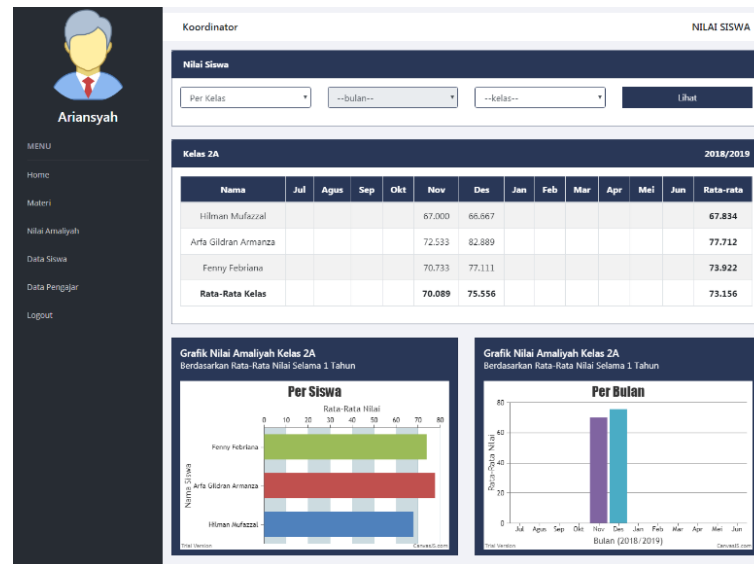 Ariansyah
MENU
Home
Materi
Nilai Amaliyah
Data Siswa
Data Pengajar
Logout
Koordinator NILAI SISWA
Nilai Siswa
Per Kelas --bulan-- --kelas-- Lihat
Kelas 2A 2018/2019
Nama Jul Agus Sep Okt Nov Des Jan Feb Mar Apr Mei Jun Rata-rata
Hilman Mufazzal 67.000 66.667 67.834
Arfa Gildran Armanza 72.533 82.889 77.712
Fenny Febriana 70.733 77.111 73.922
Rata-Rata Kelas 70.089 75.556 73.156
Grafik Nilai Amaliyah Kelas 2A
Berdasarkan Rata-Rata Nilai Selama 1 Tahun
Per Siswa
Rata-Rata Nilai
0 10 20 30 40 50 60 70 80
Nama Siswa
Fenny Febriana
Arfa Gildran Armanza
Hilman Mufazzal
Trial Version CanvasJS.com
Grafik Nilai Amaliyah Kelas 2A
Berdasarkan Rata-Rata Nilai Selama 1 Tahun
Per Bulan
Rata-Rata Nilai
80
60
40
20
0
Jul Agus Sep Okt Nov Des Jan Feb Mar Apr Mei Jun
Bulan (2018/2019)
Trial Version CanvasJS.com